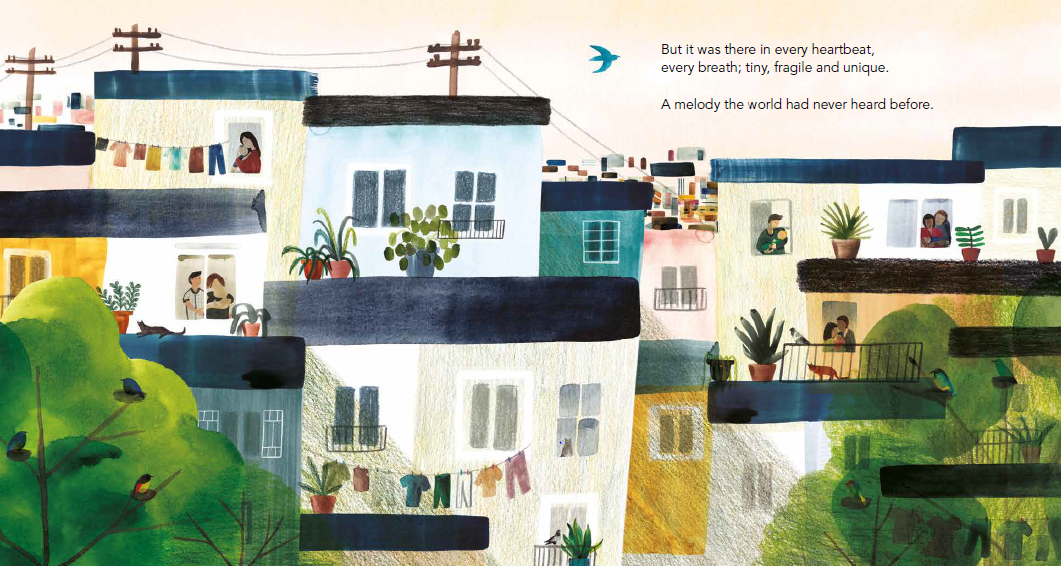 But it was there in every heartbeat,
every breath; tiny, fragile and unique.
A melody the world had never heard before.